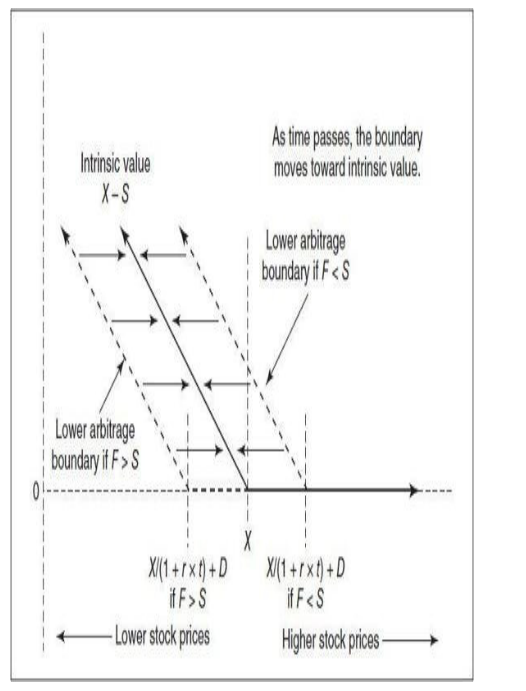 As time passes, the boundary
moves toward intrinsic value.
Intrinsic value
X – S
Lower arbitrage
boundary if F < S
Lower arbitrage
boundary if F > S
0
X
X/(1 + r x t) + D
if F > S
X/(1 + r x t) + D
if F < S
Lower stock prices
Higher stock prices